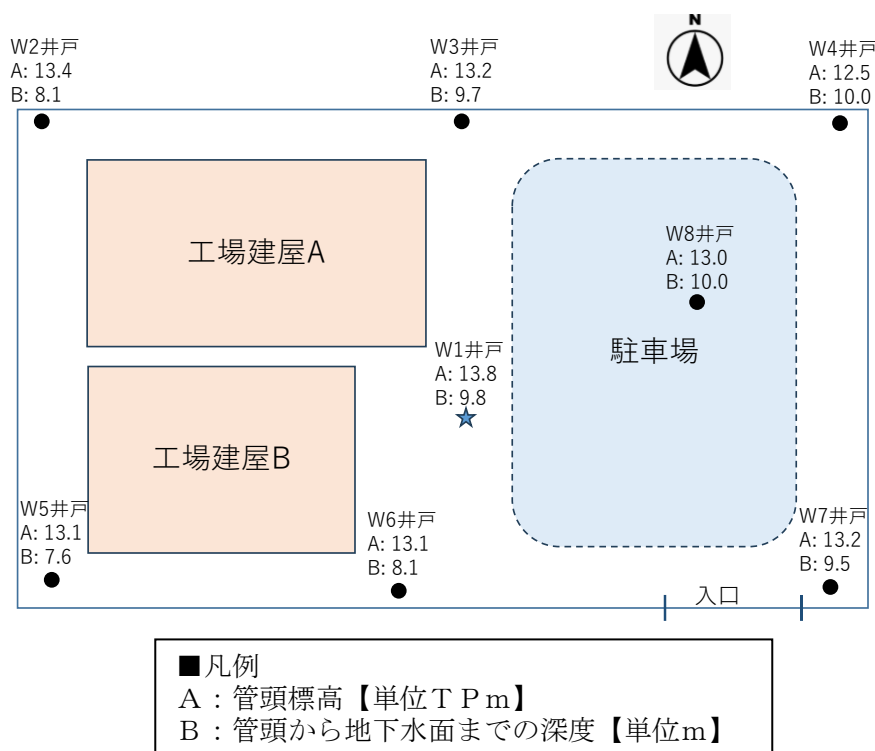 N
W2井戸
A: 13.4
B: 8.1
W3井戸
A: 13.2
B: 9.7
W4井戸
A: 12.5
B: 10.0
工場建屋A
W8井戸
A: 13.0
B: 10.0
駐車場
W1井戸
A: 13.8
B: 9.8
工場建屋B
W5井戸
A: 13.1
B: 7.6
W6井戸
A: 13.1
B: 8.1
W7井戸
A: 13.2
B: 9.5
入口
■凡例
A：管頭標高【単位TPm】
B：管頭から地下水面までの深度【単位m】